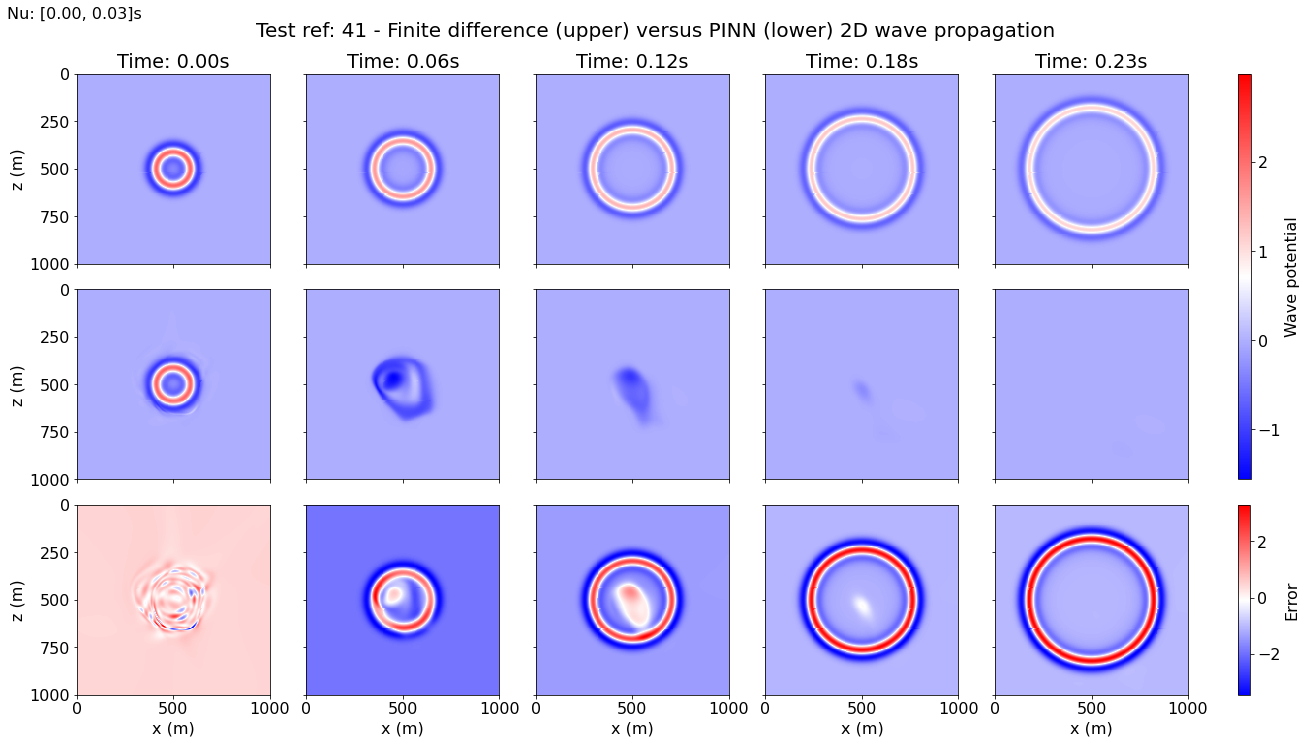 Nu: [0.00, 0.03]s
Test ref: 41 - Finite difference (upper) versus PINN (lower) 2D wave propagation
Time: 0.00s
Time: 0.06s
Time: 0.12s
Time: 0.18s
Time: 0.23s
0
250
500
750
1000
z (m)
0
250
500
750
1000
z (m)
2
1
0
−1
Wave potential
0
250
500
750
1000
z (m)
0
500
1000
x (m)
0
500
1000
x (m)
0
500
1000
x (m)
0
500
1000
x (m)
0
500
1000
x (m)
2
0
−2
Error